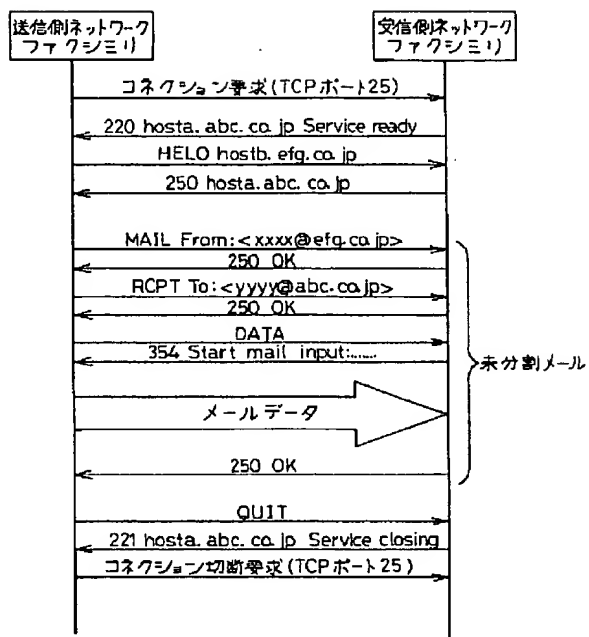 送信側ネットワーク
ファクシミリ
受信側ネットワーク
ファクシミリ
コネクション要求(TCPポート25)
220 hosta.abc.co.jp Service ready
HELO hostb.efg.co.jp
250 hosta.abc.co.jp
MAIL From:<xxxx@efg.co.jp>
250 OK
RCPT To:<yyyy@abc.co.jp>
250 OK
DATA
354 Start mail input:......
未分割メール
メールデータ
250 OK
QUIT
221 hosta.abc.co.jp Service closing
コネクション切断要求(TCPポート25)